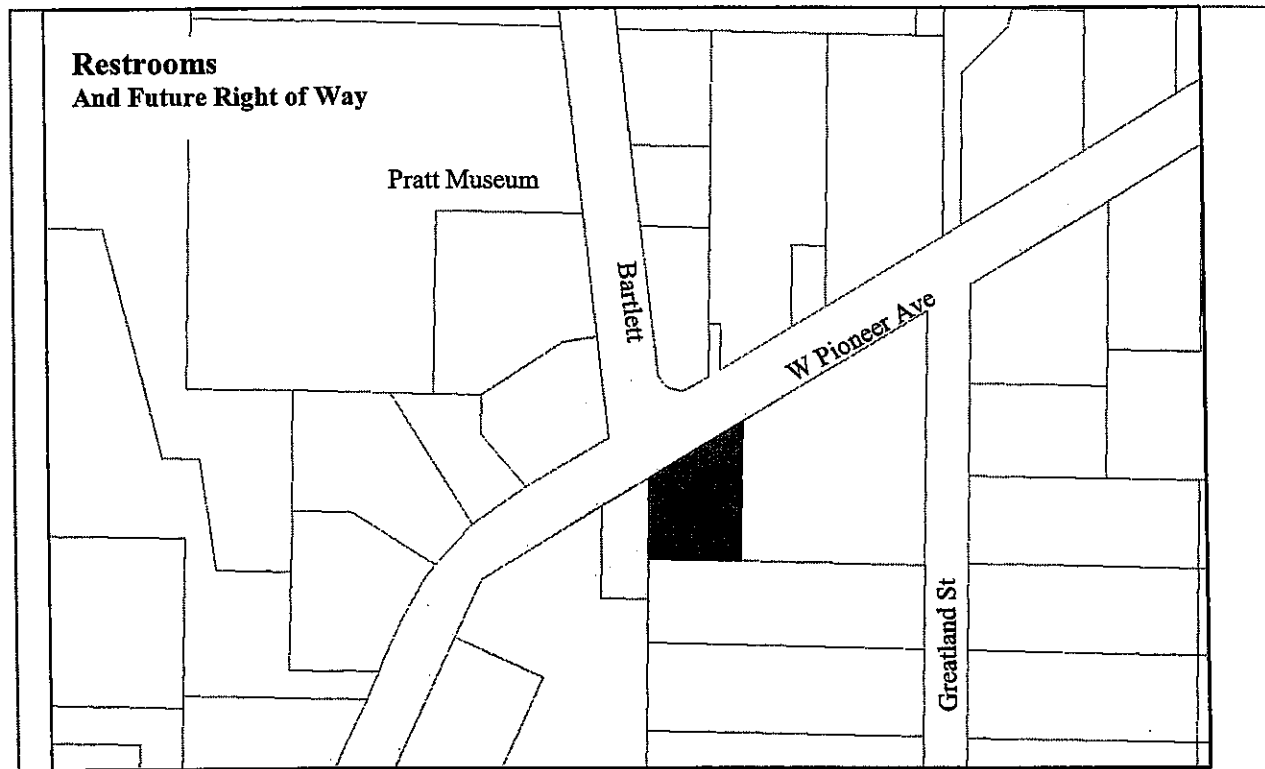 Restrooms
And Future Right of Way
Pratt Museum
Bartlett
W Pioneer Ave
Greatland St